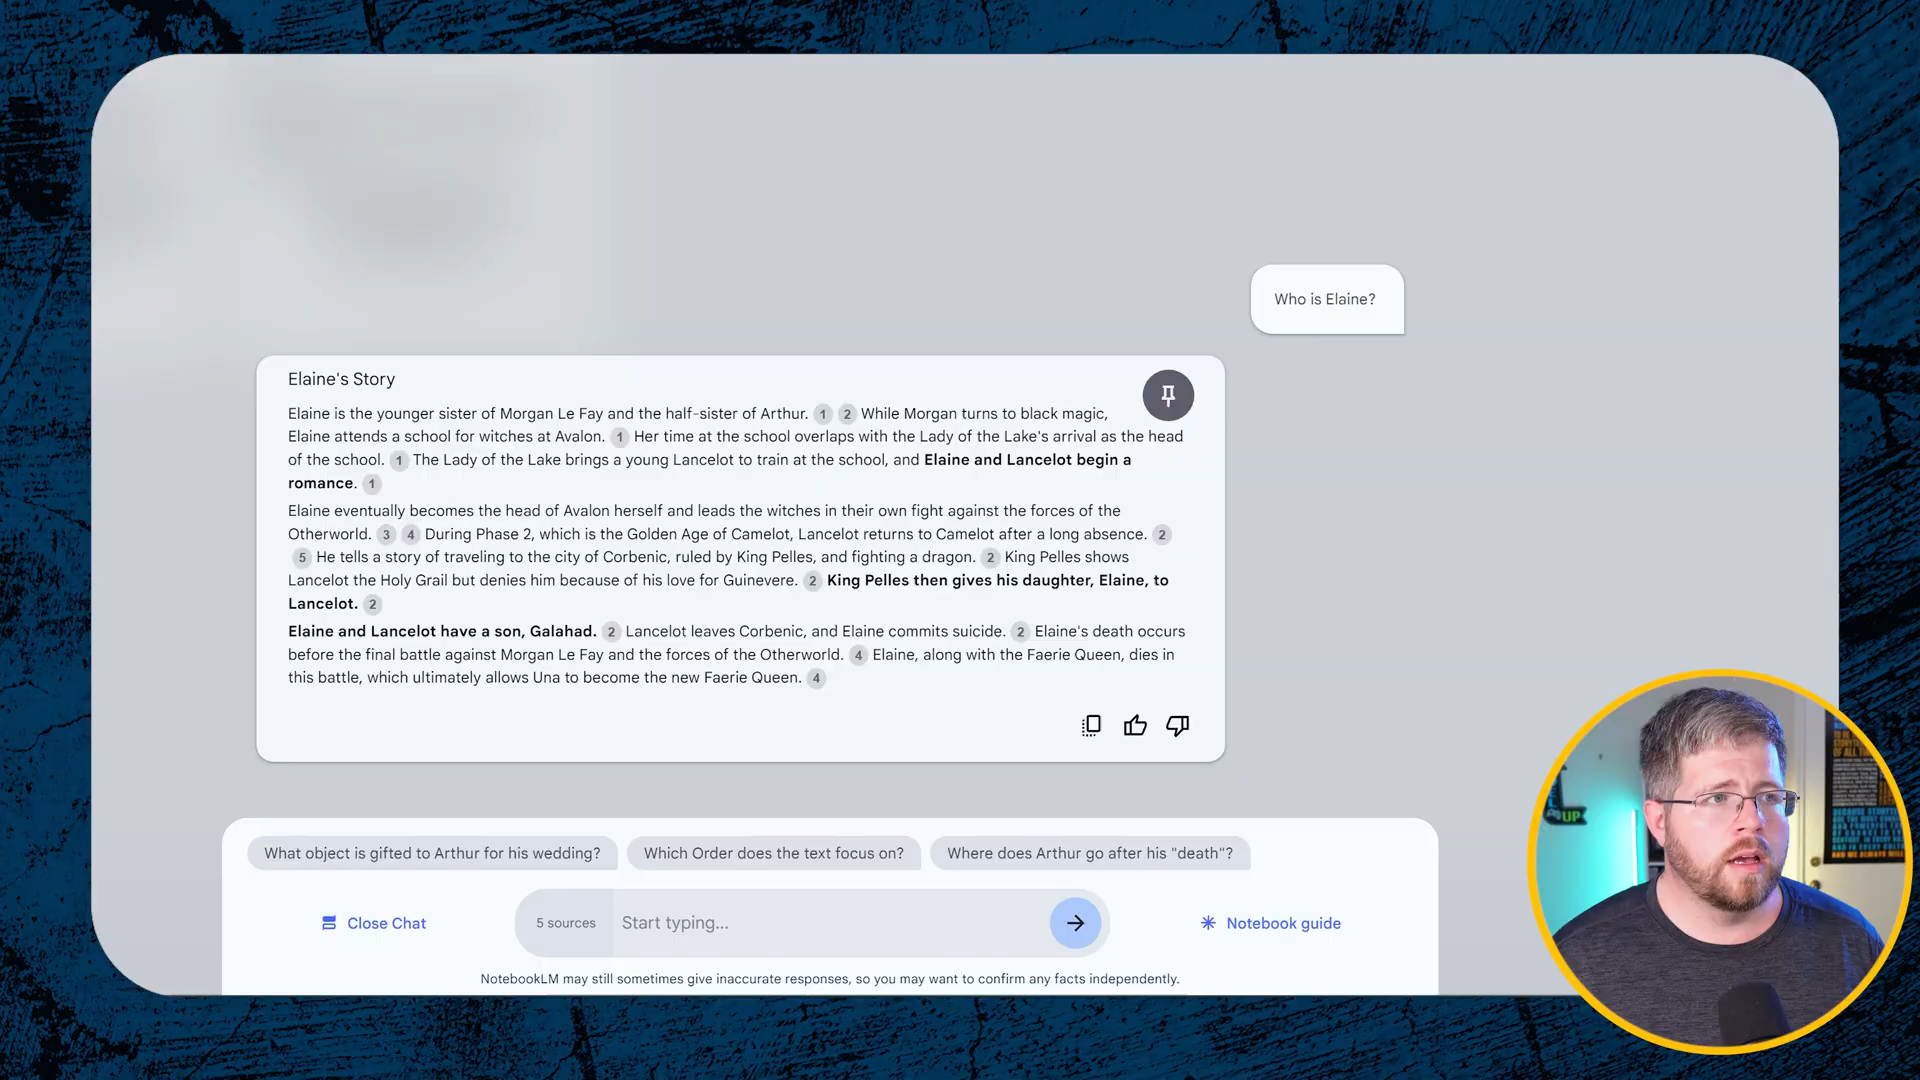 Who is Elaine?
Elaine's Story
Elaine is the younger sister of Morgan Le Fay and the half-sister of Arthur. 1 2 While Morgan turns to black magic,
Elaine attends a school for witches at Avalon. 1 Her time at the school overlaps with the Lady of the Lake's arrival as the head
of the school. 1 The Lady of the Lake brings a young Lancelot to train at the school, and Elaine and Lancelot begin a
romance. 1
Elaine eventually becomes the head of Avalon herself and leads the witches in their own fight against the forces of the
Otherworld. 3 4 During Phase 2, which is the Golden Age of Camelot, Lancelot returns to Camelot after a long absence. 2
5 He tells a story of traveling to the city of Corbenic, ruled by King Pelles, and fighting a dragon. 2 King Pelles shows
Lancelot the Holy Grail but denies him because of his love for Guinevere. 2 King Pelles then gives his daughter, Elaine, to
Lancelot. 2
Elaine and Lancelot have a son, Galahad. 2 Lancelot leaves Corbenic, and Elaine commits suicide. 2 Elaine's death occurs
before the final battle against Morgan Le Fay and the forces of the Otherworld. 4 Elaine, along with the Faerie Queen, dies in
this battle, which ultimately allows Una to become the new Faerie Queen. 4
What object is gifted to Arthur for his wedding? Which Order does the text focus on? Where does Arthur go after his "death"?
Close Chat 5 sources Start typing... Notebook guide
NotebookLM may still sometimes give inaccurate responses, so you may want to confirm any facts independently.
UP